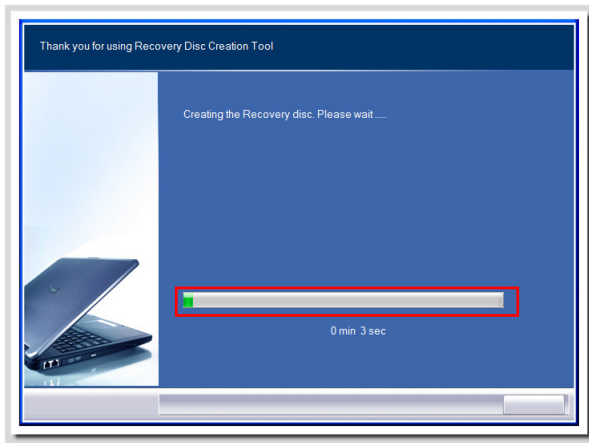 Thank you for using Recovery Disc Creation Tool
Creating the Recovery disc. Please wait .....
0 min 3 sec